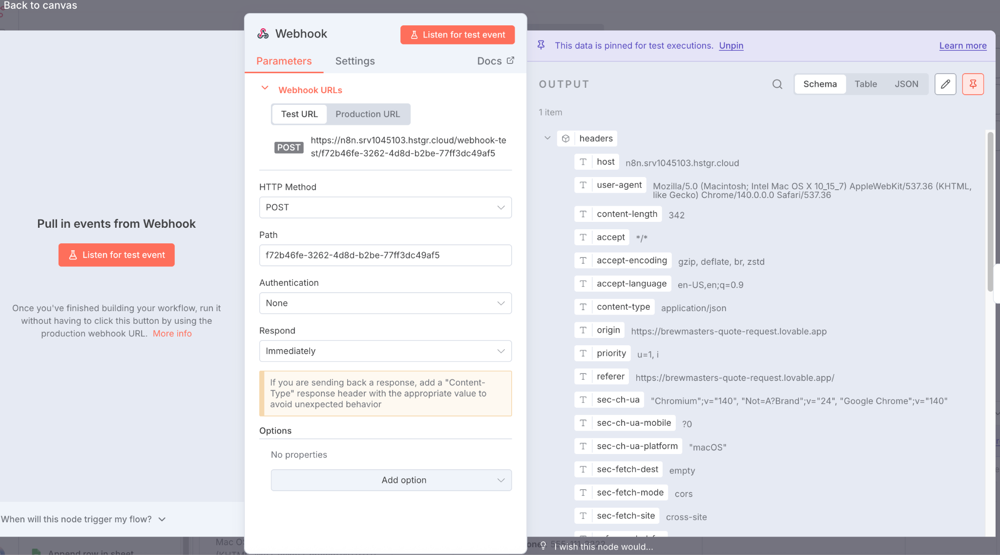 Back to canvas
Webhook
Listen for test event
Parameters
Settings
Docs
Webhook URLs
Test URL
Production URL
POST
https://n8n.srv1045103.hstgr.cloud/webhook-te
st/f72b46fe-3262-4d8d-b2be-77ff3dc49af5
HTTP Method
POST
Path
f72b46fe-3262-4d8d-b2be-77ff3dc49af5
Authentication
None
Respond
Immediately
If you are sending back a response, add a "Content-
Type" response header with the appropriate value to
avoid unexpected behavior
Options
No properties
Add option
Pull in events from Webhook
Listen for test event
Once you've finished building your workflow, run it
without having to click this button by using the
production webhook URL. More info
When will this node trigger my flow?
This data is pinned for test executions. Unpin
Learn more
OUTPUT
Schema
Table
JSON
1 item
headers
T host n8n.srv1045103.hstgr.cloud
T user-agent Mozilla/5.0 (Macintosh; Intel Mac OS X 10_15_7) AppleWebKit/537.36 (KHTML,
like Gecko) Chrome/140.0.0.0 Safari/537.36
T content-length 342
T accept */*
T accept-encoding gzip, deflate, br, zstd
T accept-language en-US,en;q=0.9
T content-type application/json
T origin https://brewmasters-quote-request.lovable.app
T priority u=1, i
T referer https://brewmasters-quote-request.lovable.app/
T sec-ch-ua "Chromium";v="140", "Not=A?Brand";v="24", "Google Chrome";v="140"
T sec-ch-ua-mobile ?0
T sec-ch-ua-platform "macOS"
T sec-fetch-dest empty
T sec-fetch-mode cors
T sec-fetch-site cross-site
I wish this node would...
Append row in sheet
Mac OS